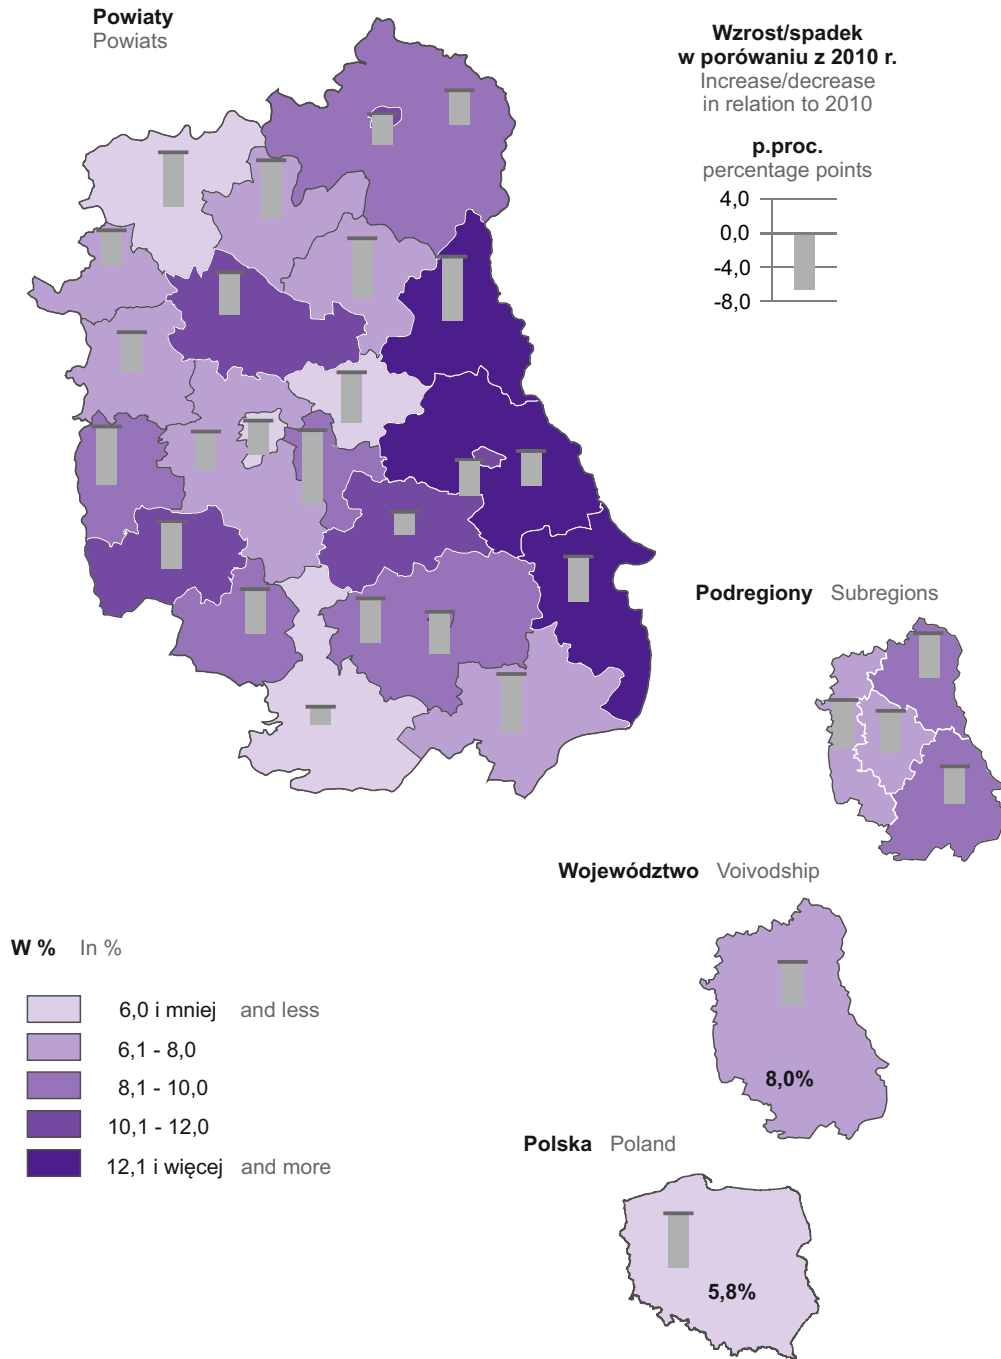 Powiaty
Powiats
Wzrost/spadek
w porówaniu z 2010 r.
Increase/decrease
in relation to 2010
p.proc.
percentage points
4,0
0,0
-4,0
-8,0
Podregiony Subregions
Województwo Voivodship
8,0%
W % In %
6,0 i mniej and less
6,1 - 8,0
8,1 - 10,0
10,1 - 12,0
12,1 i więcej and more
Polska Poland
5,8%